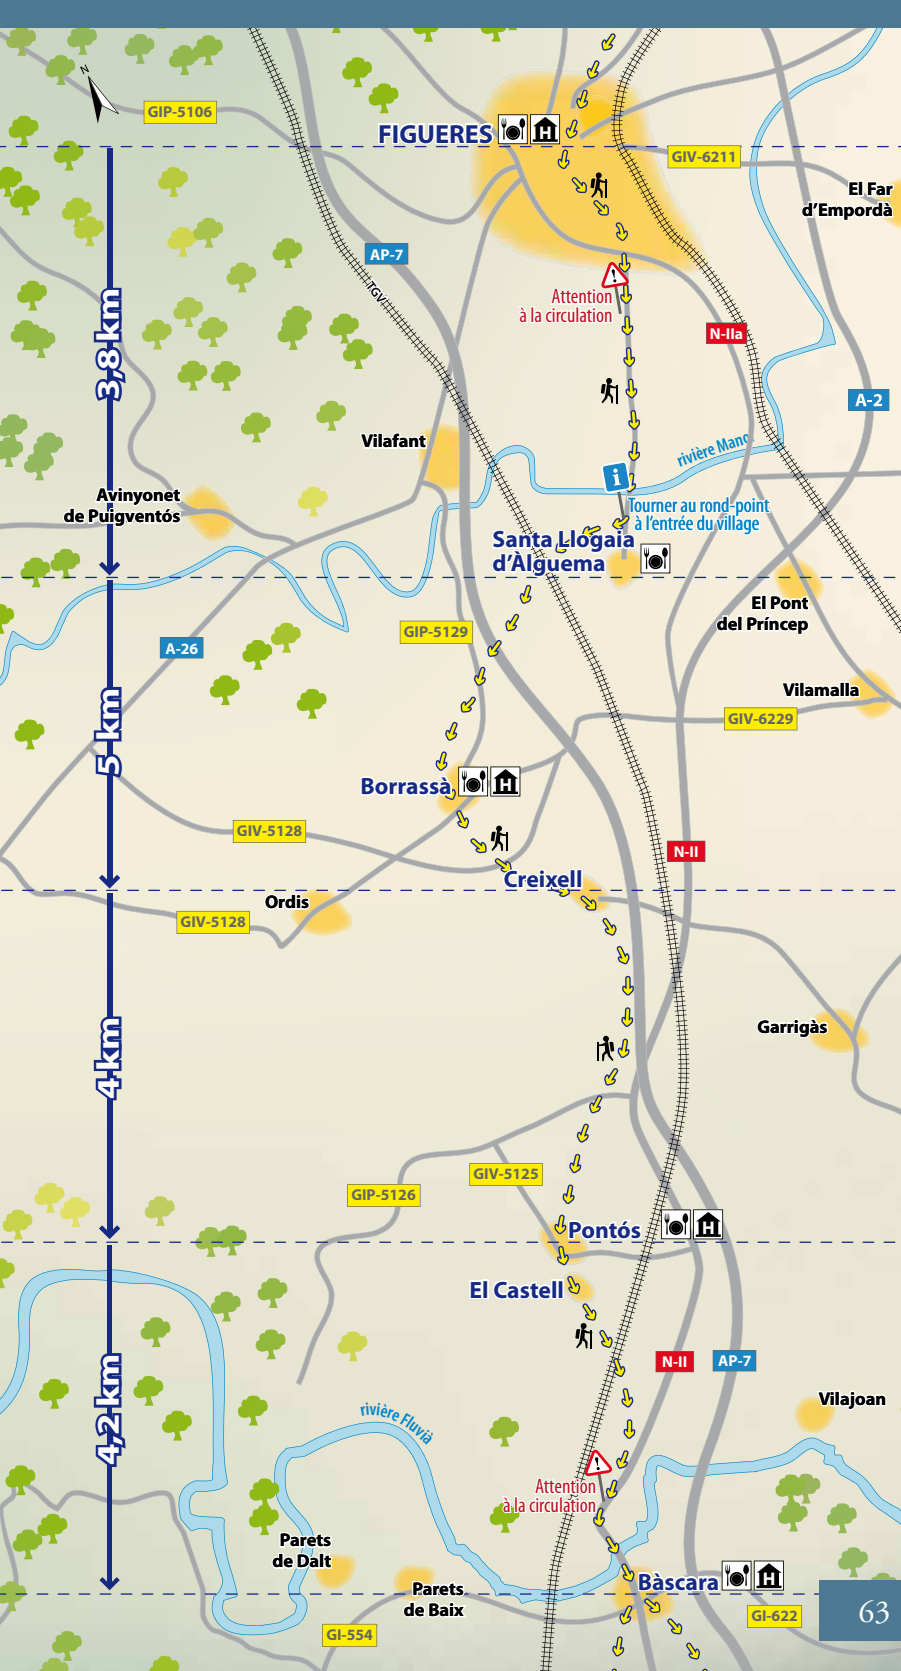 N
GIP-5106
FIGUERES
H
GIV-6211
El Far
d'Empordà
AP-7
TGV
3,8 km
Attention
à la circulation
N-IIa
A-2
Vilafant
rivière Manol
i
Avinyonet
de Puigventós
Tourner au rond-point
à l'entrée du village
Santa Llogaia
d'Àlguema
El Pont
del Príncep
GIP-5129
A-26
5 km
Vilamalla
GIV-6229
Borrassà
H
GIV-5128
N-II
Creixell
Ordis
GIV-5128
4 km
Garrigàs
GIV-5125
GIP-5126
Pontós
H
El Castell
4,2 km
N-II
AP-7
Vilajoan
rivière Fluvià
Attention
à la circulation
Parets
de Dalt
Parets
de Baix
Bàscara
H
GI-622
GI-554
63